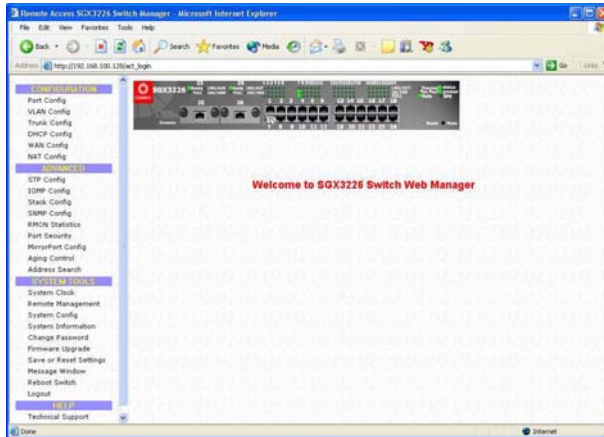 Remote Access SGX3226 Switch Manager - Microsoft Internet Explorer
File Edit View Favorites Tools Help
Back Search Favorites Media
Address http://192.168.100.128/act_login Go Links
CONFIGURATION
Port Config
VLAN Config
Trunk Config
DHCP Config
WAN Config
NAT Config
ADVANCED
STP Config
IGMP Config
Stack Config
SNMP Config
RMON Statistics
Port Security
MirrorPort Config
Aging Control
Address Search
SYSTEM TOOLS
System Clock
Remote Management
System Config
System Information
Change Password
Firmware Upgrade
Save or Reset Settings
Message Window
Reboot Switch
Logout
HELP
Technical Support
SGX3226
Welcome to SGX3226 Switch Web Manager
Done Internet